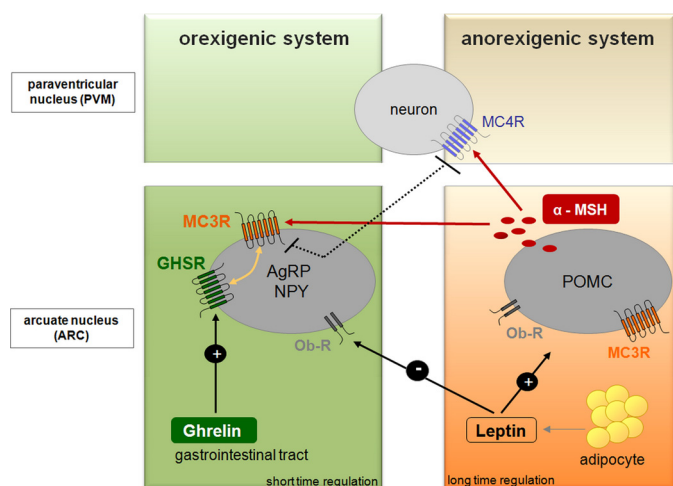 orexigenic system
anorexigenic system
paraventricular
nucleus (PVM)
neuron
MC4R
MC3R
α - MSH
GHSR
AgRP
NPY
POMC
arcuate nucleus
(ARC)
Ob-R
Ob-R
MC3R
+
-
+
Ghrelin
Leptin
gastrointestinal tract
adipocyte
short time regulation
long time regulation